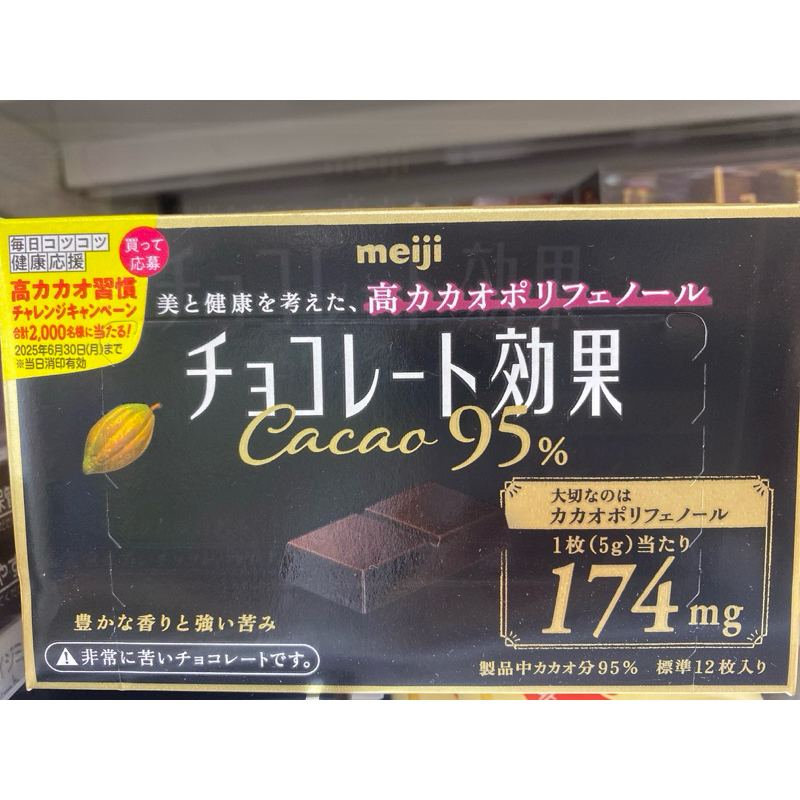 meiji
毎日コツコツ
健康応援
買って
応募
高カカオ習慣
チャレンジキャンペーン
合計2,000名様に当たる!
2025年6月30日(月)まで
※当日消印有効
meiji
美と健康を考えた、高カカオポリフェノール
チョコレート効果
Cacao 95%
大切なのは
カカオポリフェノール
1枚(5g)当たり
174mg
豊かな香りと強い苦み
非常に苦いチョコレートです。
製品中カカオ分95% 標準12枚入り